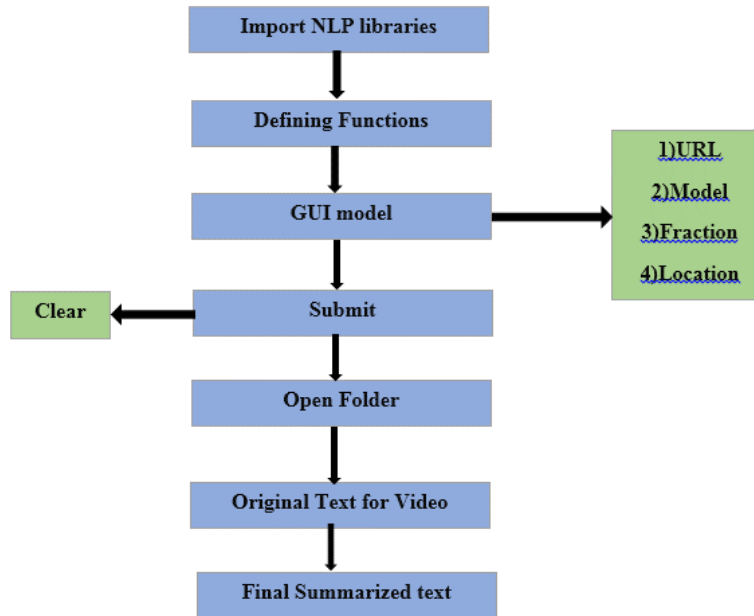 Import NLP libraries
Defining Functions
GUI model
1)URL
2)Model
3)Fraction
4)Location
Clear
Submit
Open Folder
Original Text for Video
Final Summarized text